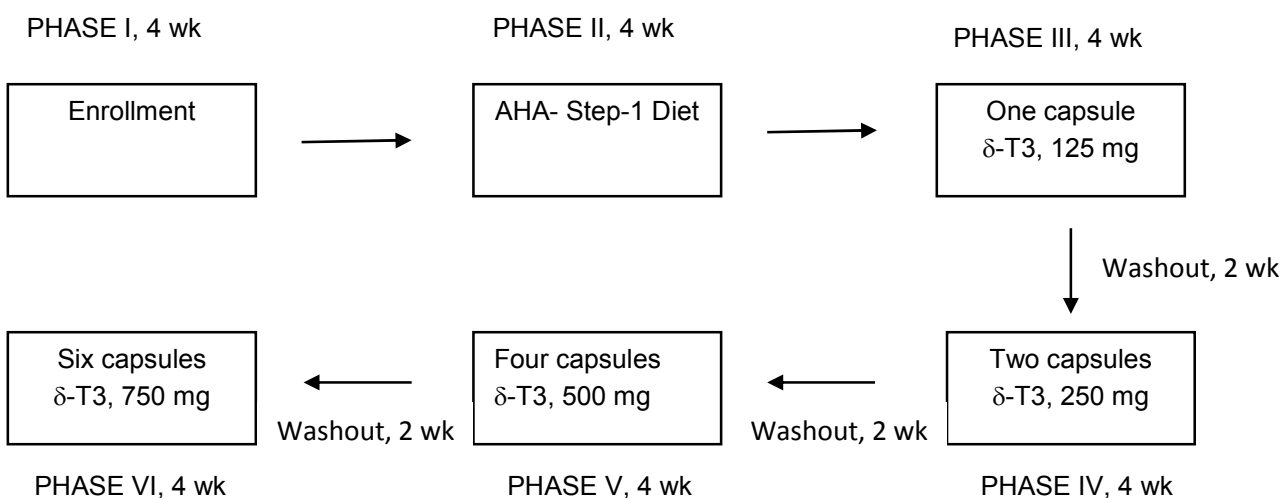 PHASE I, 4 wk
Enrollment
PHASE II, 4 wk
AHA- Step-1 Diet
PHASE III, 4 wk
One capsule
δ-T3, 125 mg
Washout, 2 wk
Two capsules
δ-T3, 250 mg
PHASE IV, 4 wk
Washout, 2 wk
Four capsules
δ-T3, 500 mg
PHASE V, 4 wk
Washout, 2 wk
Six capsules
δ-T3, 750 mg
PHASE VI, 4 wk